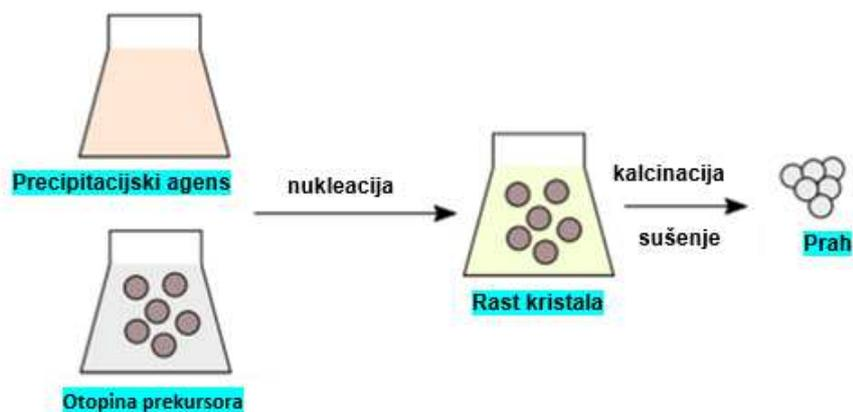 Precipitacijski agens
nukleacija
kalcinacija
sušenje
Prah
Rast kristala
Otopina prekursora